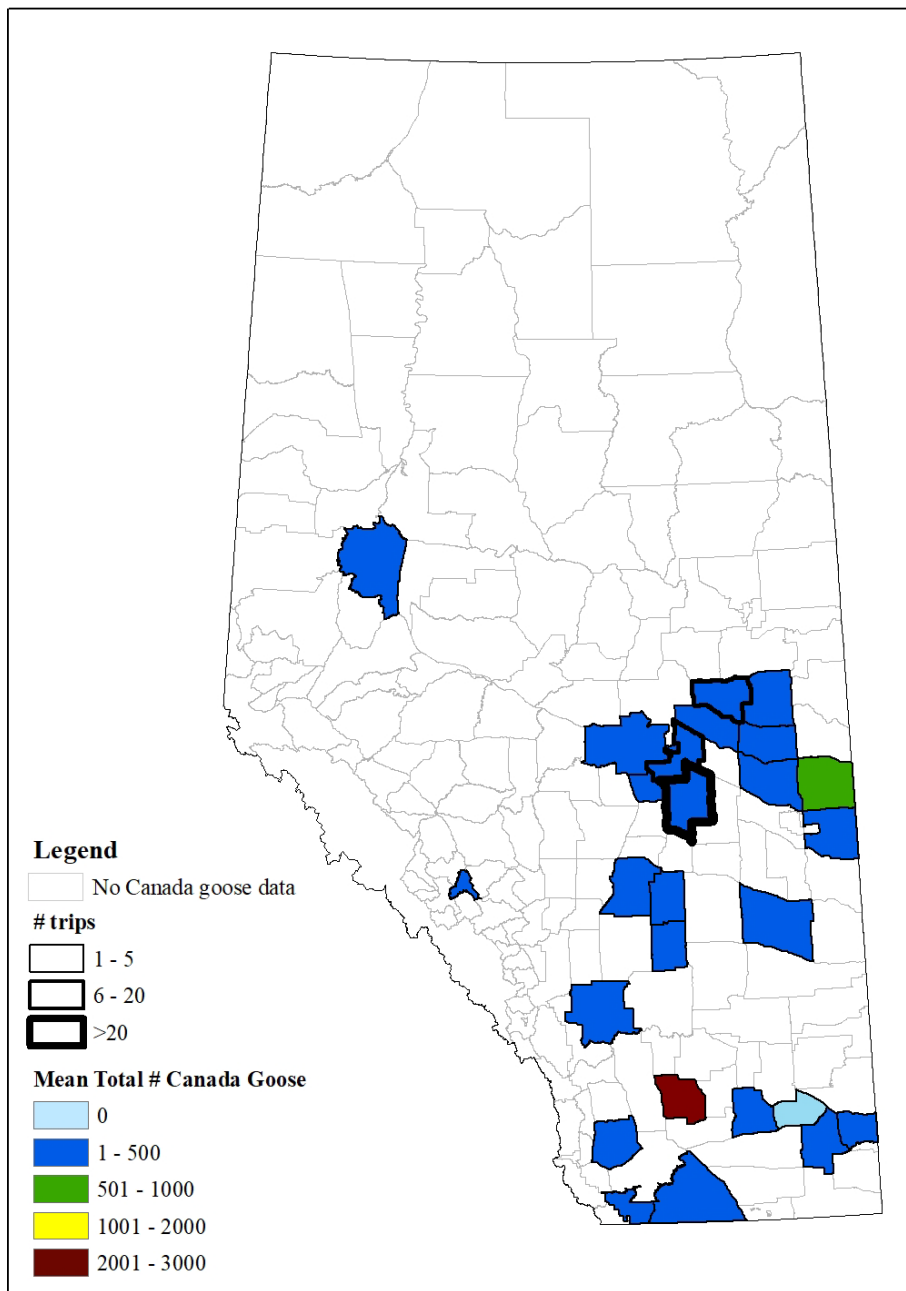 Legend
No Canada goose data
# trips
1 - 5
6 - 20
>20
Mean Total # Canada Goose
0
1 - 500
501 - 1000
1001 - 2000
2001 - 3000